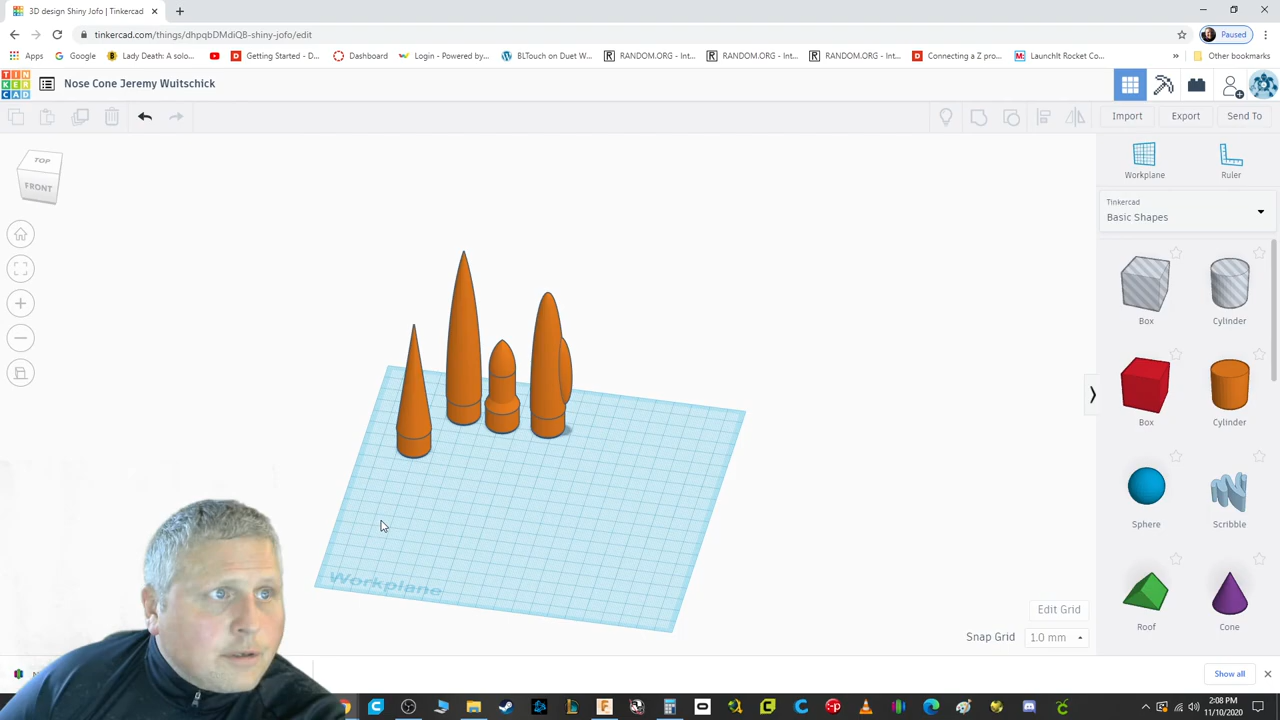 3D design Shiny Jofo | Tinkercad
tinkercad.com/things/dhpqbDMdiQB-shiny-jofo/edit
Paused
Apps
Google
Lady Death: A solo...
Getting Started - D...
Dashboard
Login - Powered by...
BLTouch on Duet W...
RANDOM.ORG - Int...
RANDOM.ORG - Int...
RANDOM.ORG - Int...
Connecting a Z pro...
LaunchIt Rocket Co...
Other bookmarks
TIN
KER
CAD
Nose Cone Jeremy Wuitschick
Import
Export
Send To
TOP
FRONT
Workplane
Ruler
Tinkercad
Basic Shapes
Box
Cylinder
Box
Cylinder
Sphere
Scribble
Roof
Cone
Workplane
Edit Grid
Snap Grid
1.0 mm
Show all
2:08 PM
11/10/2020